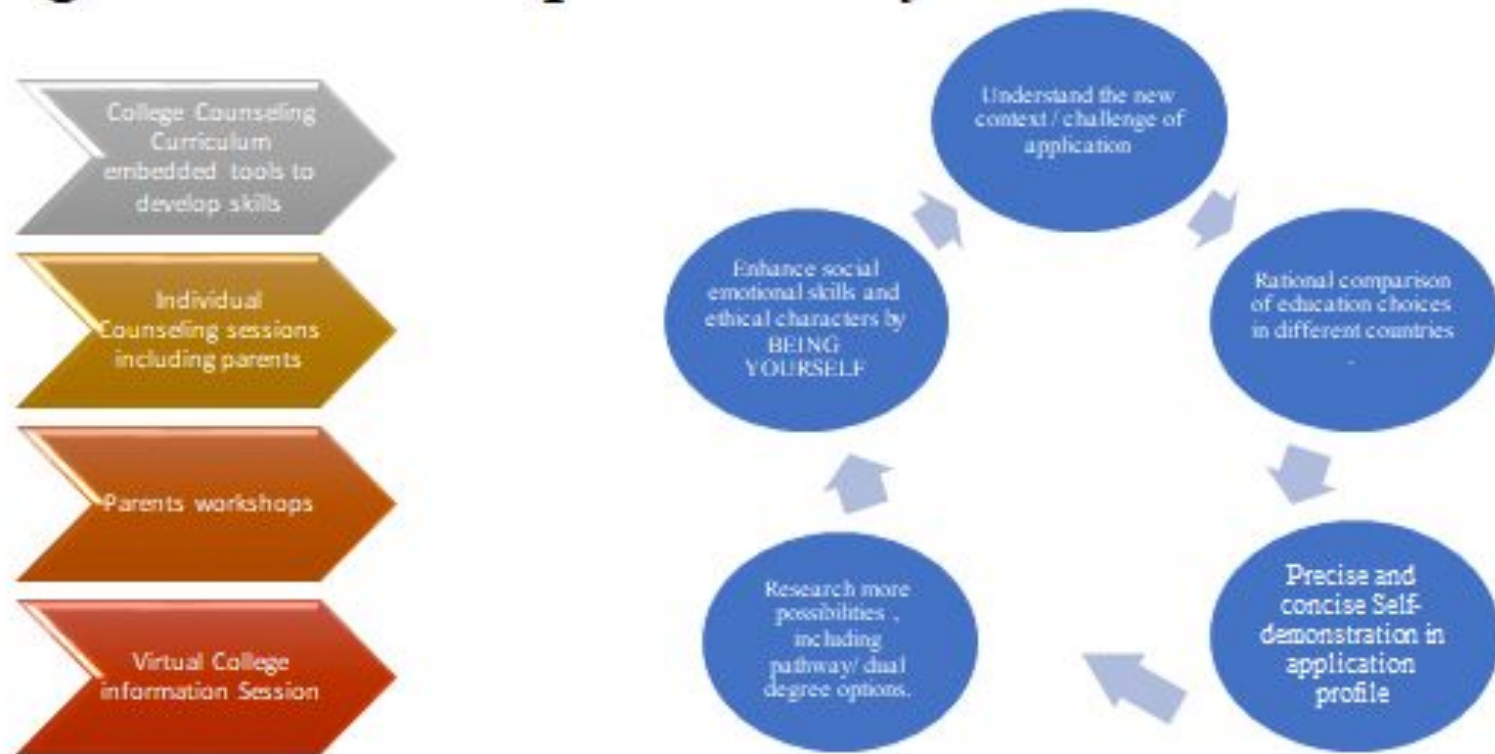 College Counseling
Curriculum
embedded tools to
develop skills
Individual
Counseling sessions
including parents
Parents workshops
Virtual College
information Session
Understand the new
context / challenge of
application
Rational comparison
of education choices
in different countries
.
Precise and
concise Self-
demonstration in
application
profile
Research more
possibilities ,
including
pathway/ dual
degree options.
Enhance social
emotional skills and
ethical characters by
BEING
YOURSELF